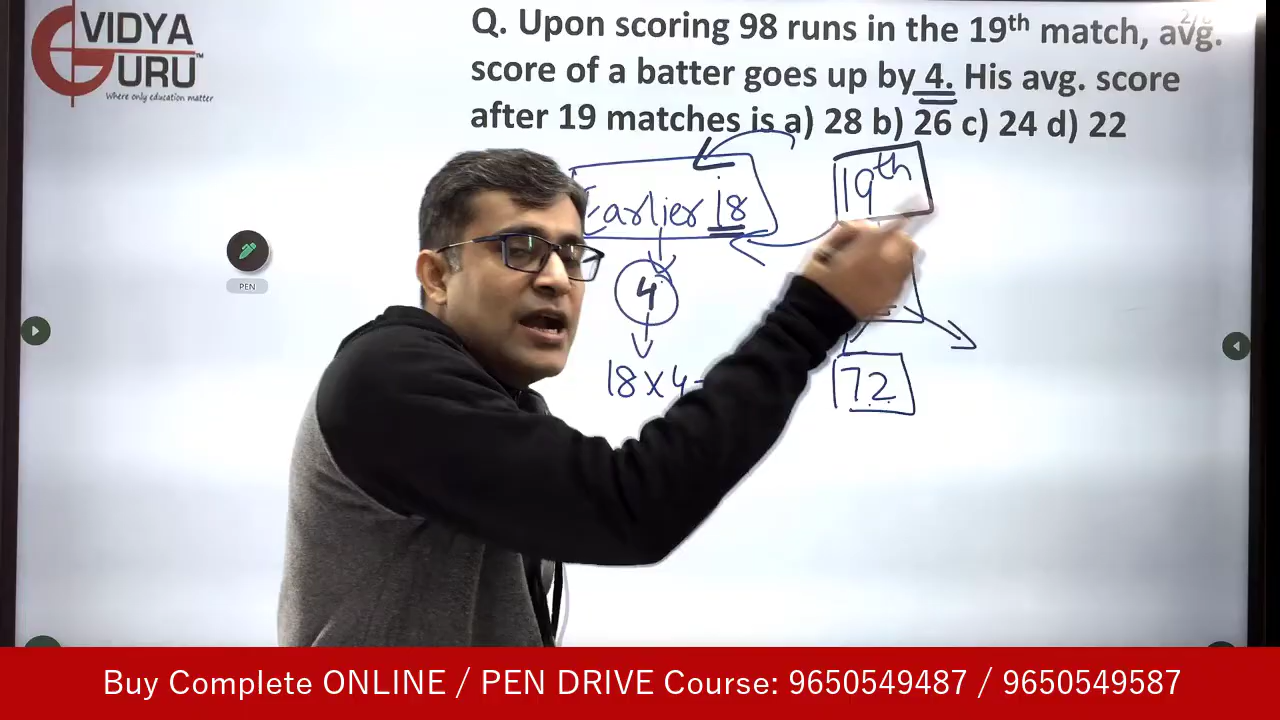 VIDYA
GURU
TM
Where only education matter
Q. Upon scoring 98 runs in the 19th match, avg.
score of a batter goes up by 4. His avg. score
after 19 matches is a) 28 b) 26 c) 24 d) 22
Earlier 18
19th
4
18 x 4
72
PEN
Buy Complete ONLINE / PEN DRIVE Course: 9650549487 / 9650549587